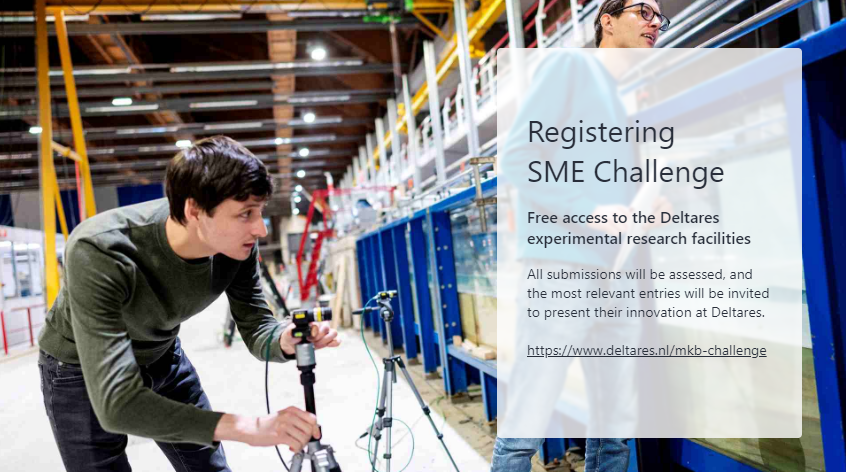 Registering
SME Challenge
Free access to the Deltares
experimental research facilities
All submissions will be assessed, and
the most relevant entries will be invited
to present their innovation at Deltares.
https://www.deltares.nl/mkb-challenge